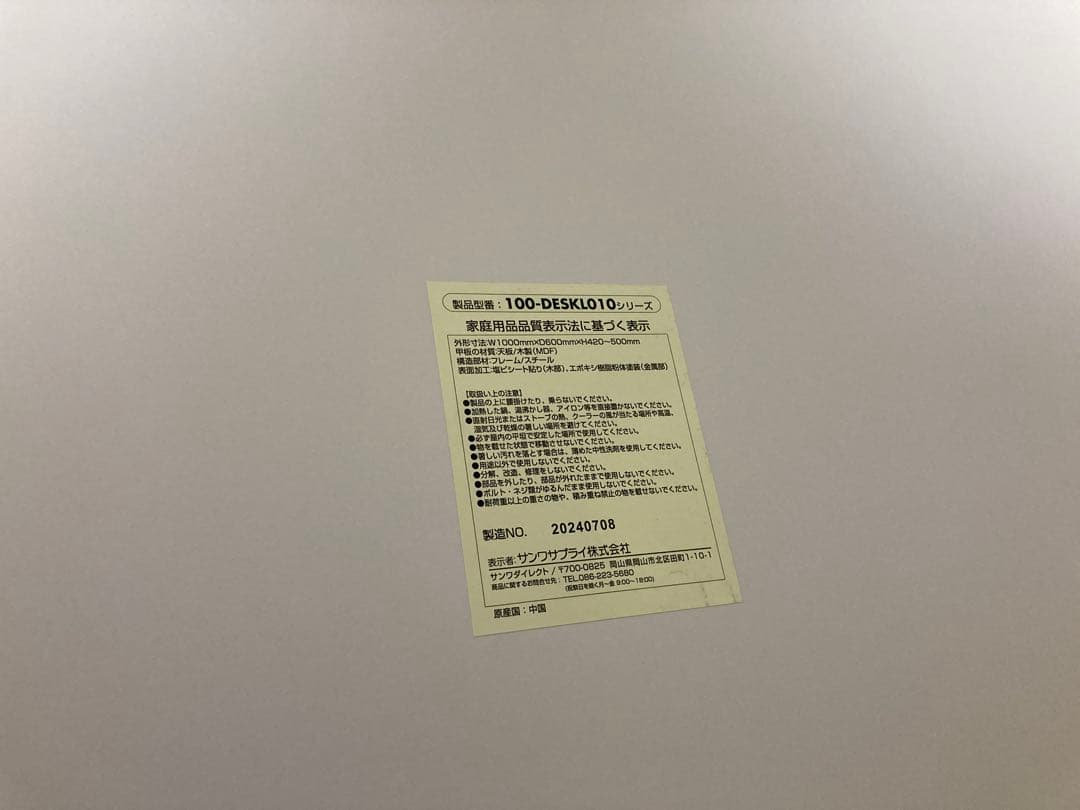 製品型番：100-DESKL010シリーズ
家庭用品品質表示法に基づく表示
外形寸法:W1000mm×D600mm×H420～500mm
甲板の材質:天板/木製(MDF)
構造部材:フレーム/スチール
表面加工:塩ビシート貼り(木部)、エポキシ樹脂粉体塗装(金属部)
【取扱い上の注意】
●製品の上に腰掛けたり、乗らないでください。
●加熱した鍋、湯沸かし器、アイロン等を直接置かないでください。
●直射日光またはストーブの熱、クーラーの風が当たる場所や高温、
湿気及び乾燥の著しい場所を避けてください。
●必ず屋内の平坦で安定した場所で使用してください。
●物を載せた状態で移動させないでください。
●著しい汚れを落とす場合は、薄めた中性洗剤を使用してください。
●用途以外で使用しないでください。
●分解、改造、修理をしないでください。
●部品を外したり、部品が外れたままで使用しないでください。
●ボルト・ネジ類がゆるんだまま使用しないでください。
●耐荷重以上の重さの物や、積み重ね禁止の物を載せないでください。
製造NO. 20240708
表示者:サンワサプライ株式会社
サンワダイレクト / 〒700-0825 岡山県岡山市北区田町1-10-1
商品に関するお問合せ先：TEL.086-223-5680
(祝祭日を除く月～金 9:00～18:00)
原産国：中国